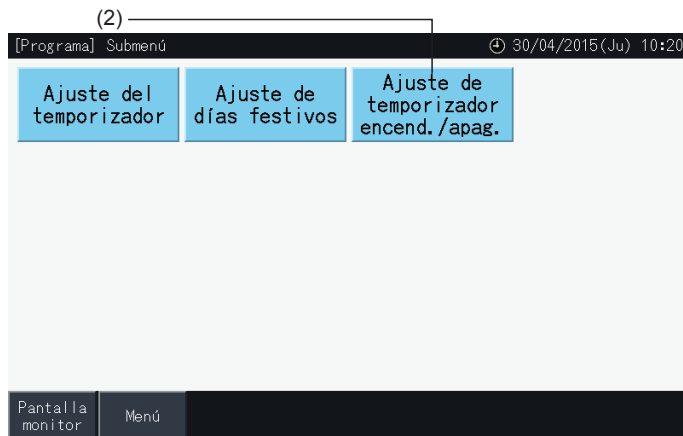 (2)
[Programa] Submenú 30/04/2015(Ju) 10:20
Ajuste del
temporizador
Ajuste de
días festivos
Ajuste de
temporizador
encend./apag.
Pantalla
monitor
Menú